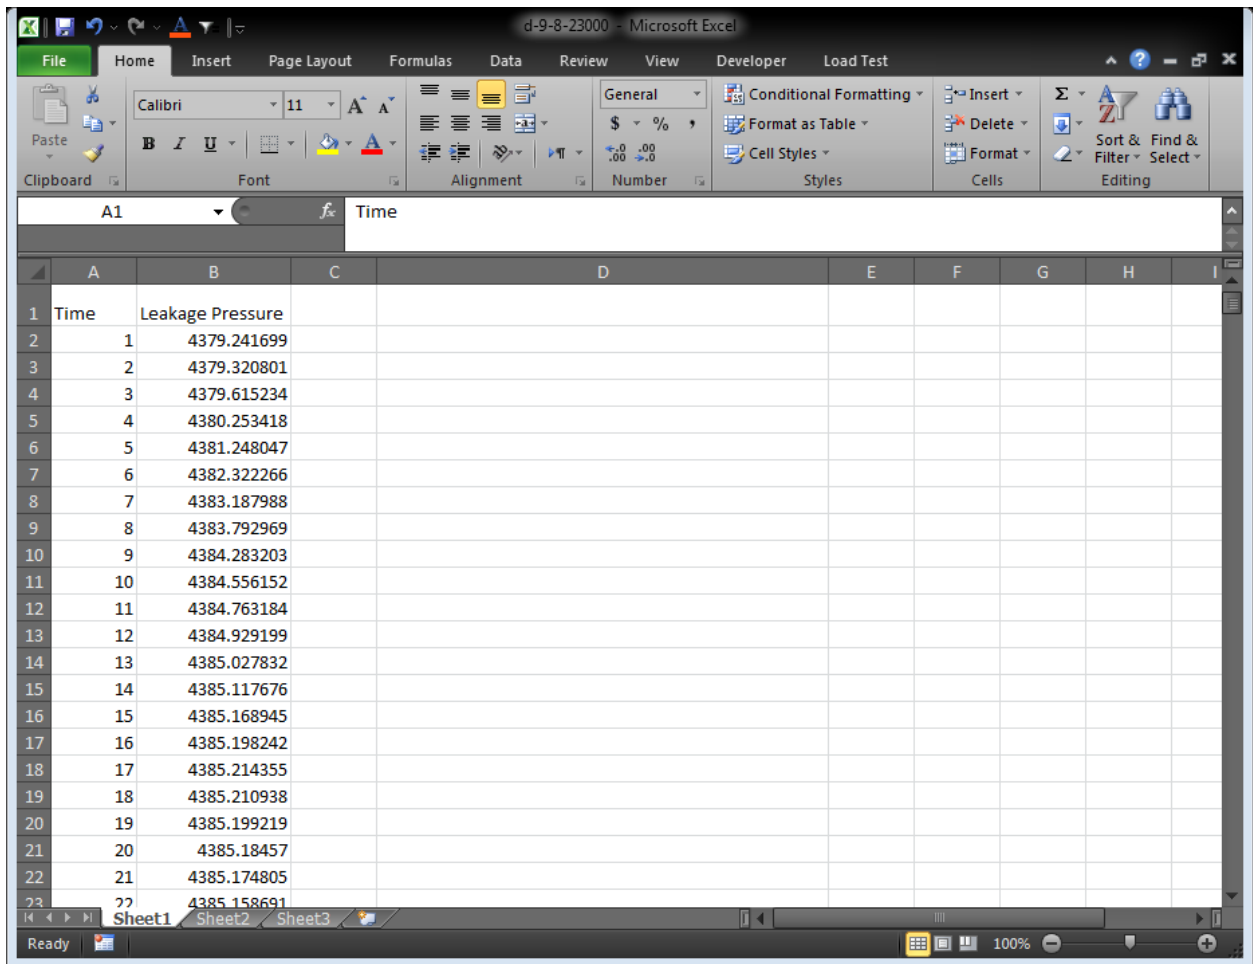 d-9-8-23000 - Microsoft Excel
File Home Insert Page Layout Formulas Data Review View Developer Load Test
Paste
Clipboard
Calibri 11
B I U
Font
Alignment
General
$ % ,
Number
Conditional Formatting
Format as Table
Cell Styles
Styles
Insert
Delete
Format
Cells
Σ
Sort & Filter
Find & Select
Editing
A1 fx Time
A B C D E F G H I
1 Time Leakage Pressure
2 1 4379.241699
3 2 4379.320801
4 3 4379.615234
5 4 4380.253418
6 5 4381.248047
7 6 4382.322266
8 7 4383.187988
9 8 4383.792969
10 9 4384.283203
11 10 4384.556152
12 11 4384.763184
13 12 4384.929199
14 13 4385.027832
15 14 4385.117676
16 15 4385.168945
17 16 4385.198242
18 17 4385.214355
19 18 4385.210938
20 19 4385.199219
21 20 4385.18457
22 21 4385.174805
23 22 4385.158691
Sheet1 Sheet2 Sheet3
Ready 100%